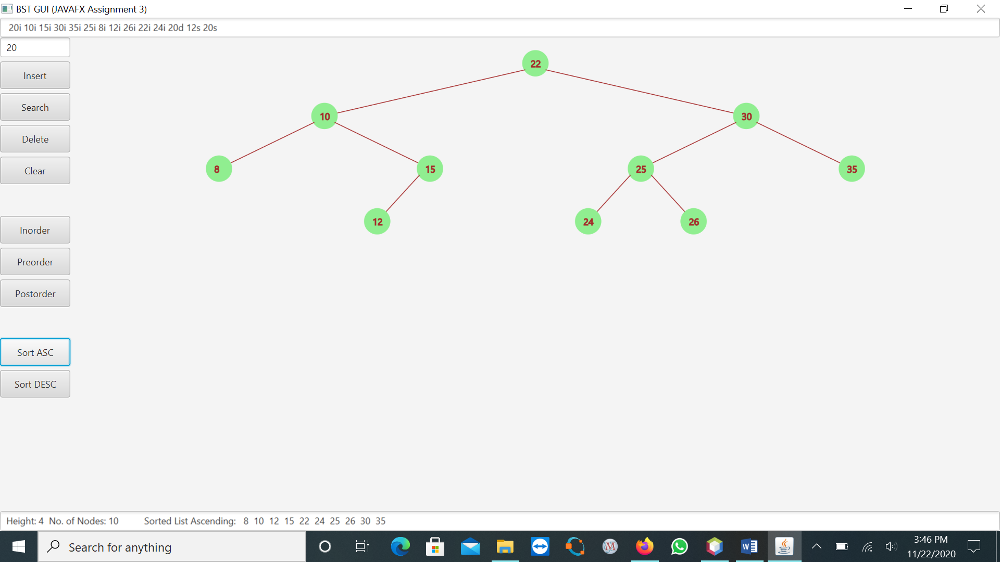 BST GUI (JAVAFX Assignment 3)
20i 10i 15i 30i 35i 25i 8i 12i 26i 22i 24i 20d 12s 20s
20
Insert
Search
Delete
Clear
Inorder
Preorder
Postorder
Sort ASC
Sort DESC
22
10 30
8 15 25 35
12 24 26
Height: 4 No. of Nodes: 10 Sorted List Ascending: 8 10 12 15 22 24 25 26 30 35
Search for anything
3:46 PM
11/22/2020